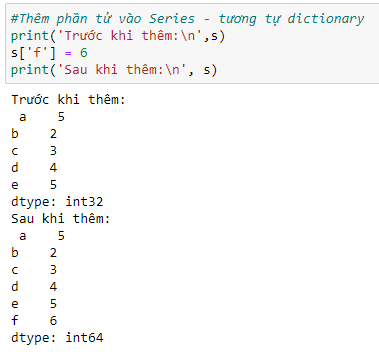 #Thêm phần tử vào Series - tương tự dictionary
print('Trước khi thêm:\n',s)
s['f'] = 6
print('Sau khi thêm:\n', s)
Trước khi thêm:
 a    5
b    2
c    3
d    4
e    5
dtype: int32
Sau khi thêm:
 a    5
b    2
c    3
d    4
e    5
f    6
dtype: int64